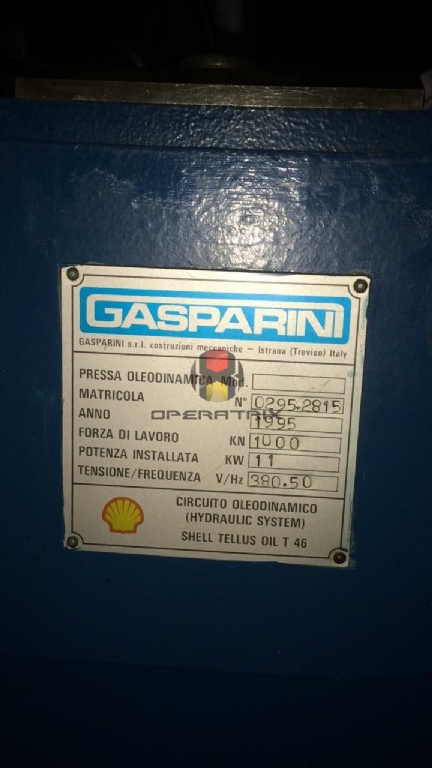 GASPARINI
GASPARINI s.r.l. costruzioni meccaniche – Istrana (Treviso) Italy
PRESSA OLEODINAMICA Mod.
MATRICOLA N° 0295.2815
OPERATRIX
ANNO 1995
FORZA DI LAVORO KN 1000
POTENZA INSTALLATA KW 11
TENSIONE/FREQUENZA V/Hz 380.50
CIRCUITO OLEODINAMICO
(HYDRAULIC SYSTEM)
SHELL TELLUS OIL T 46